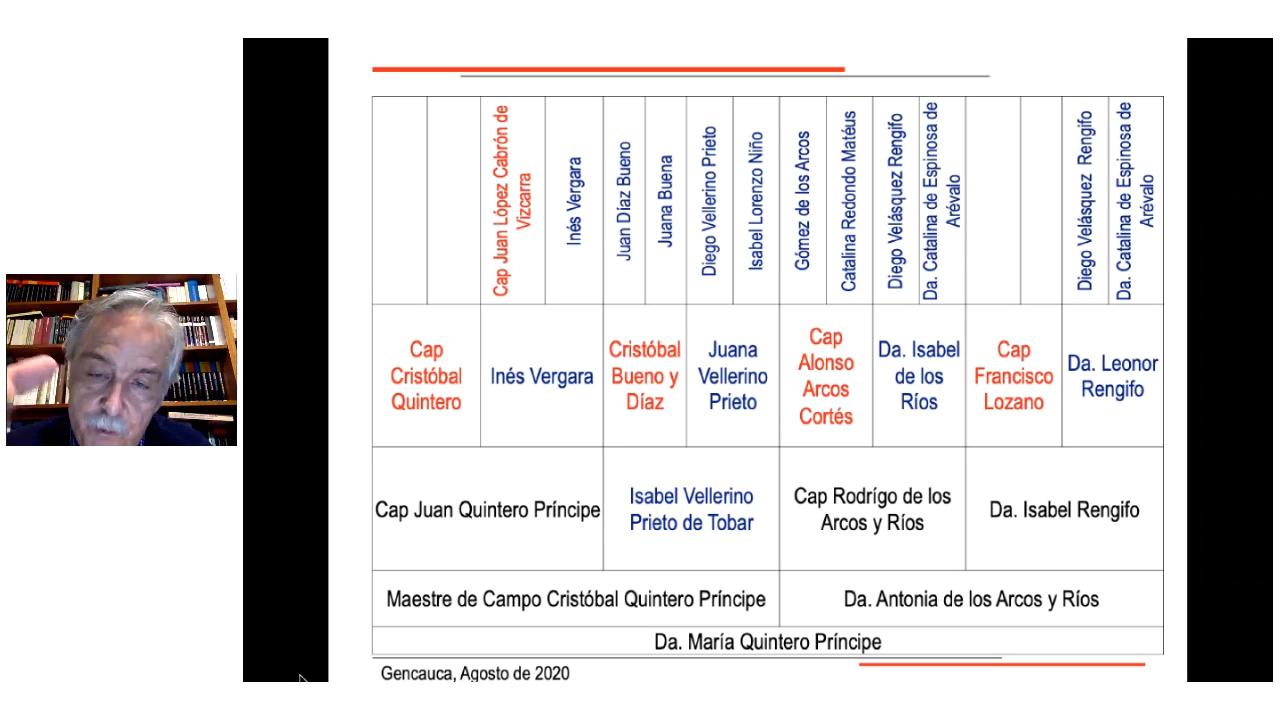 Cap Juan López Cabrón de
Vizcarra
Inés Vergara
Juan Díaz Bueno
Juana Buena
Diego Vellerino Prieto
Isabel Lorenzo Niño
Gómez de los Arcos
Catalina Redondo Matéus
Diego Velásquez Rengifo
Da. Catalina de Espinosa de
Arévalo
Diego Velásquez Rengifo
Da. Catalina de Espinosa de
Arévalo
Cap
Cristóbal
Quintero
Inés Vergara
Cristóbal
Bueno y
Díaz
Juana
Vellerino
Prieto
Cap
Alonso
Arcos
Cortés
Da. Isabel
de los
Ríos
Cap
Francisco
Lozano
Da. Leonor
Rengifo
Cap Juan Quintero Príncipe
Isabel Vellerino
Prieto de Tobar
Cap Rodrígo de los
Arcos y Ríos
Da. Isabel Rengifo
Maestre de Campo Cristóbal Quintero Príncipe
Da. Antonia de los Arcos y Ríos
Da. María Quintero Príncipe
Gencauca, Agosto de 2020